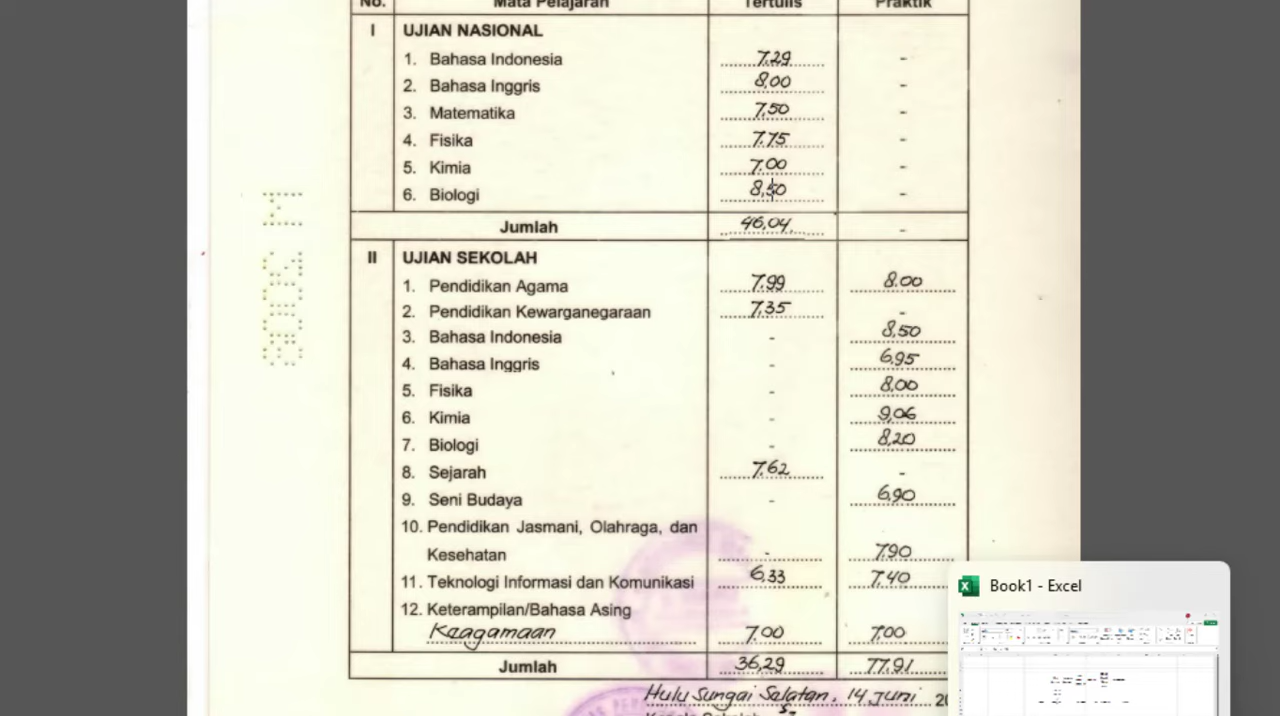 No. Mata Pelajaran Tertulis Praktik
I UJIAN NASIONAL
1. Bahasa Indonesia 7.29 -
2. Bahasa Inggris 8,00 -
3. Matematika 7,50 -
4. Fisika 7.75 -
5. Kimia 7.00 -
6. Biologi 8,50 -
Jumlah 46,04. -
II UJIAN SEKOLAH
1. Pendidikan Agama 7.99 8.00
2. Pendidikan Kewarganegaraan 7,35 -
3. Bahasa Indonesia - 8,50
4. Bahasa Inggris - 6,95
5. Fisika - 8,00
6. Kimia - 9,06
7. Biologi - 8,20
8. Sejarah 7.62 -
9. Seni Budaya - 6,90
10. Pendidikan Jasmani, Olahraga, dan
Kesehatan - 7,90
11. Teknologi Informasi dan Komunikasi 6,33 7,40
12. Keterampilan/Bahasa Asing
Keagamaan 7.00 7,00
Jumlah 36,29 77.91
Hulu Sungai Selatan, 14 Juni 20
Kepala Sekolah
Book1 - Excel